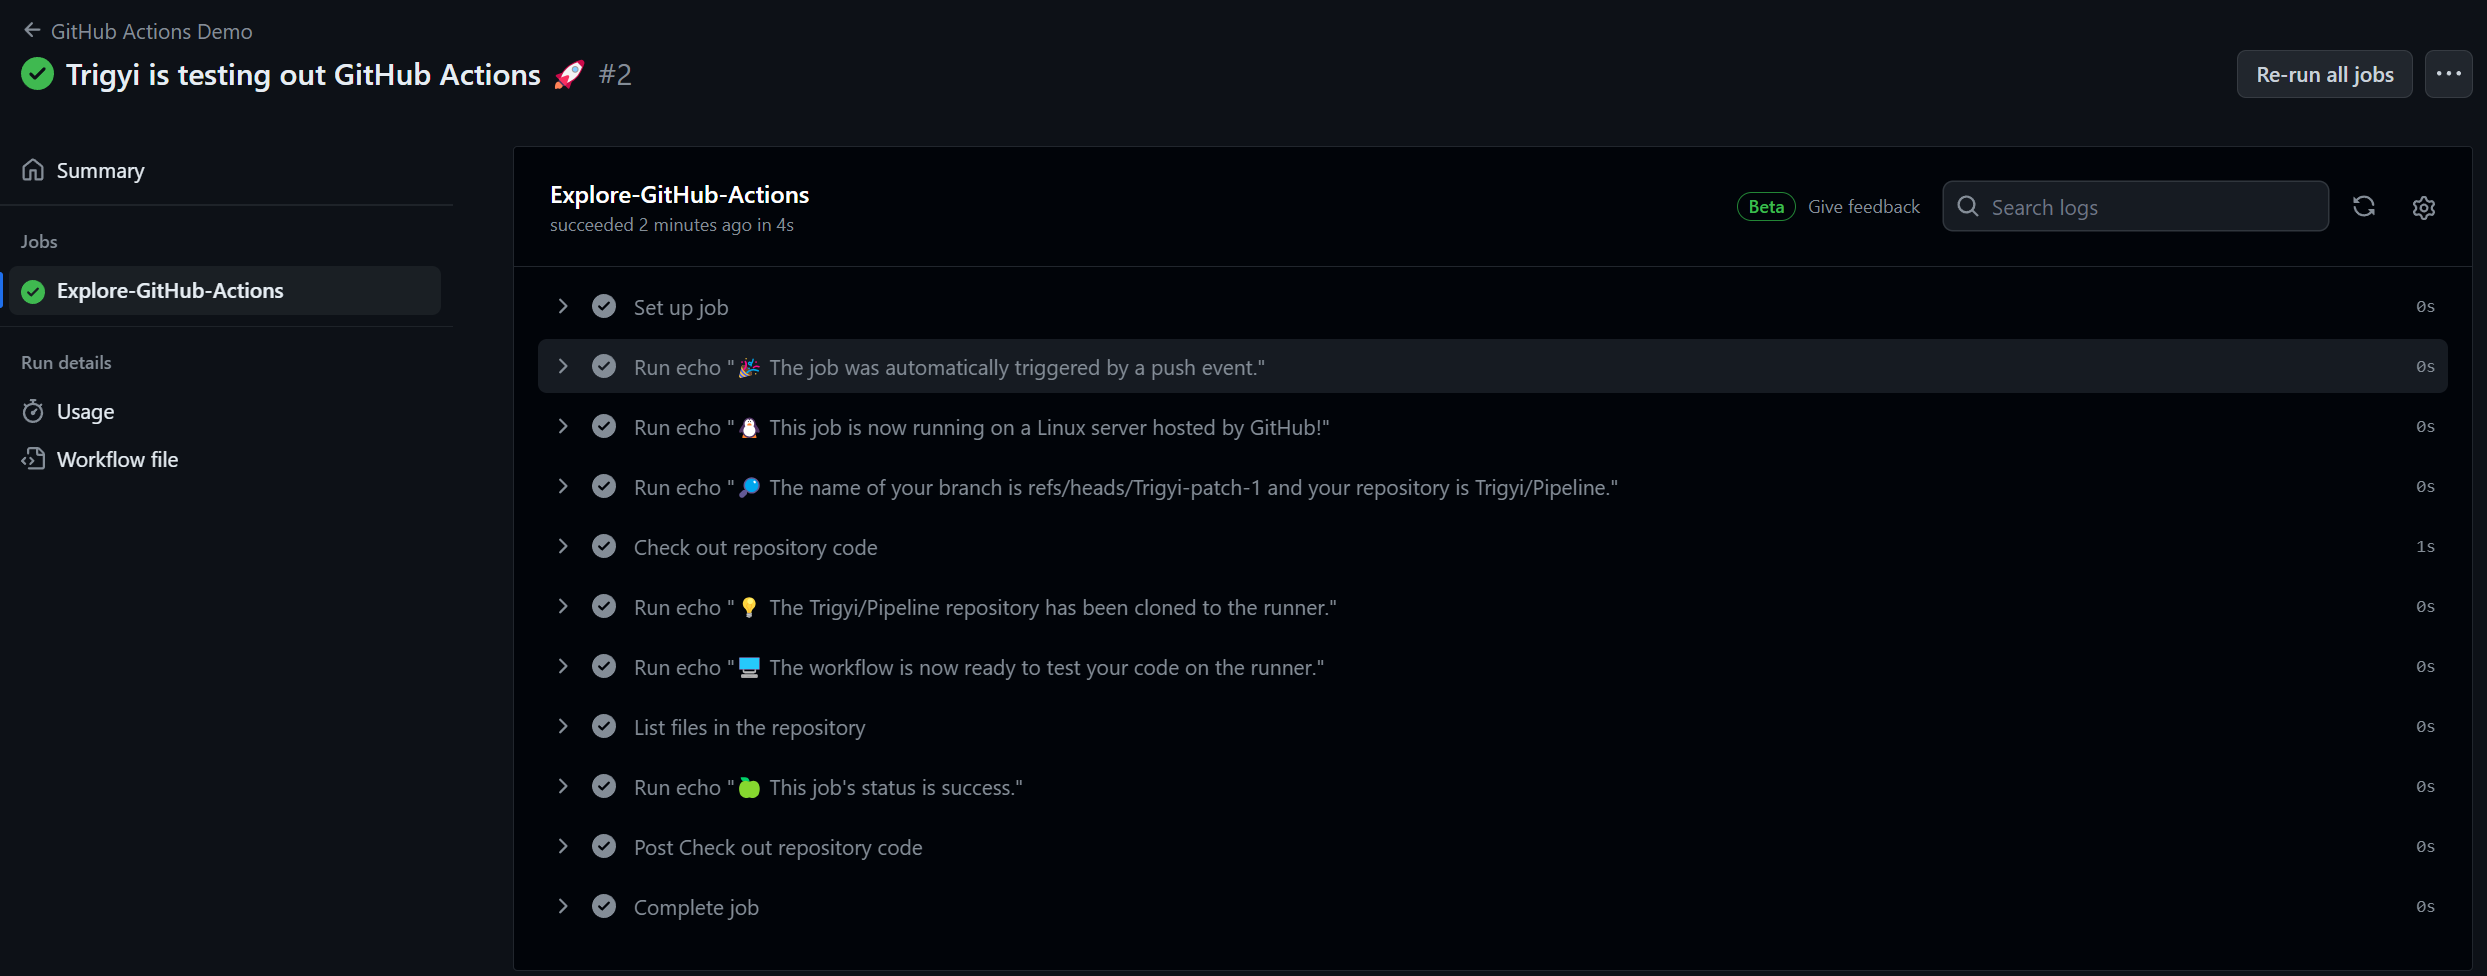 GitHub Actions Demo
Trigyi is testing out GitHub Actions 🚀 #2
Re-run all jobs
Summary
Jobs
Explore-GitHub-Actions
Run details
Usage
Workflow file
Explore-GitHub-Actions
succeeded 2 minutes ago in 4s
Beta Give feedback
Search logs
Set up job 0s
Run echo "🎉 The job was automatically triggered by a push event." 0s
Run echo "🐧 This job is now running on a Linux server hosted by GitHub!" 0s
Run echo "🔎 The name of your branch is refs/heads/Trigyi-patch-1 and your repository is Trigyi/Pipeline." 0s
Check out repository code 1s
Run echo "💡 The Trigyi/Pipeline repository has been cloned to the runner." 0s
Run echo "🖥️ The workflow is now ready to test your code on the runner." 0s
List files in the repository 0s
Run echo "🍏 This job's status is success." 0s
Post Check out repository code 0s
Complete job 0s